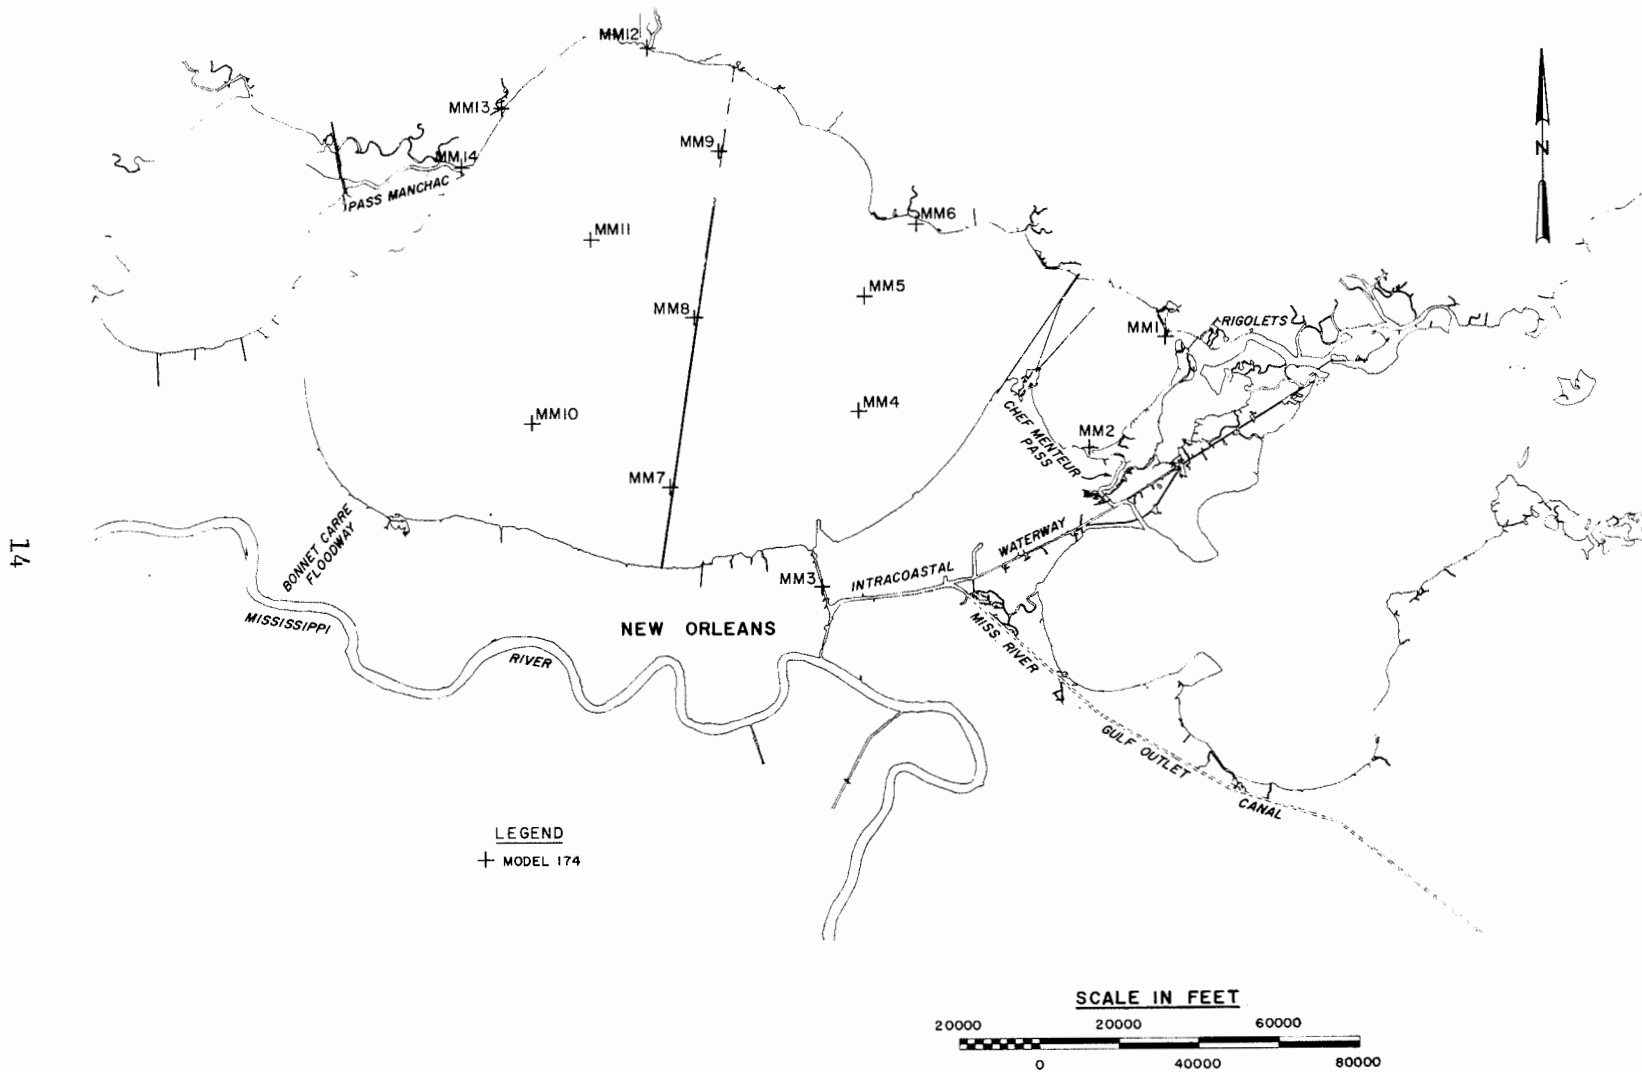 MM12
MM13
MM9
MM14
PASS MANCHAC
N
MM6
MM11
MM5
MM8
MM1
RIGOLETS
MM10
MM4
CHEF MENTEUR
PASS
MM2
MM7
BONNET CARRE
FLOODWAY
WATERWAY
INTRACOASTAL
MM3
14
MISSISSIPPI
RIVER
NEW ORLEANS
MISS. RIVER
GULF OUTLET
CANAL
LEGEND
+ MODEL 174
SCALE IN FEET
20000 20000 60000
0 40000 80000